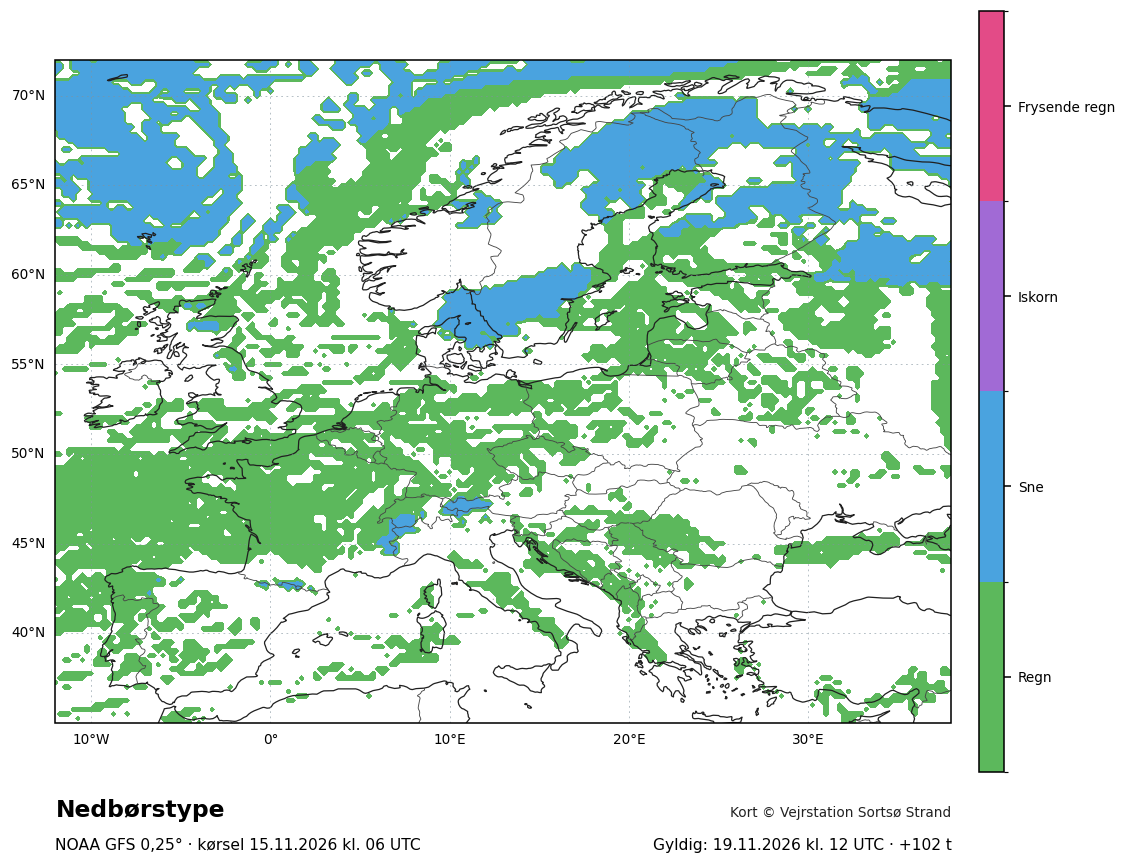 70°N
65°N
60°N
55°N
50°N
45°N
40°N
10°W
0°
10°E
20°E
30°E
Frysende regn
Iskorn
Sne
Regn
Nedbørstype
Kort © Vejrstation Sortsø Strand
NOAA GFS 0,25° · kørsel 15.11.2026 kl. 06 UTC
Gyldig: 19.11.2026 kl. 12 UTC · +102 t